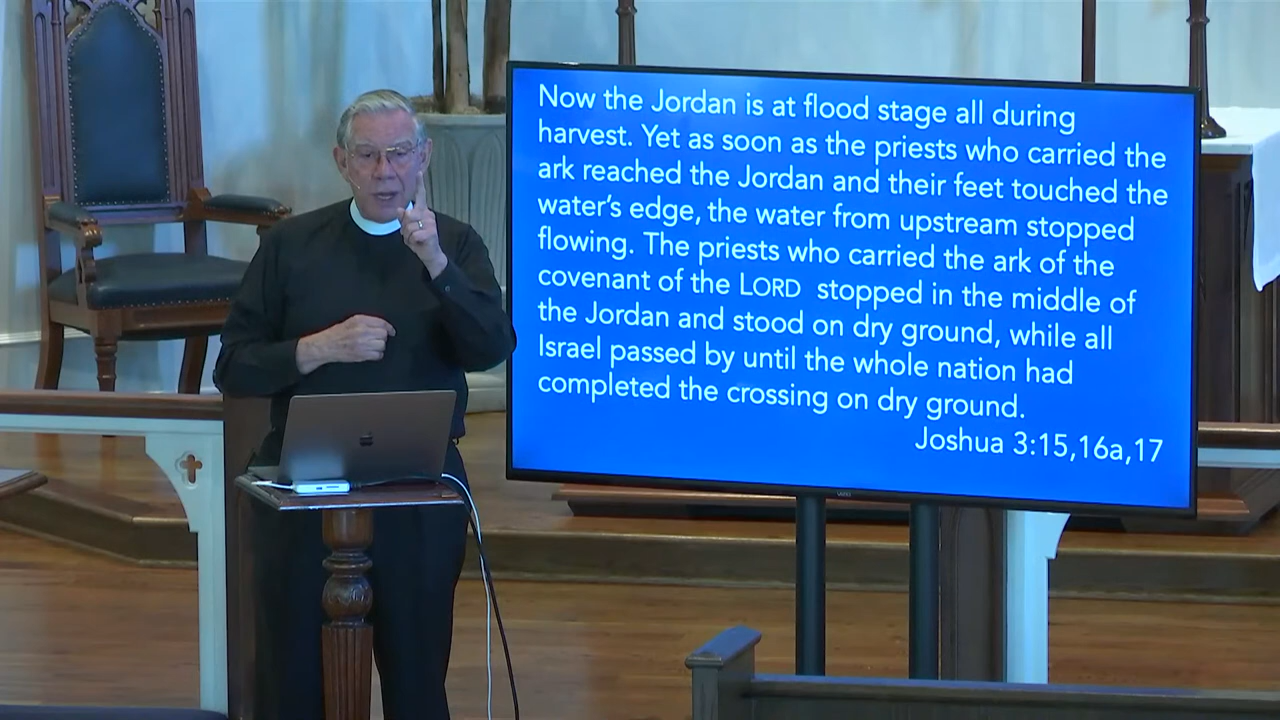 Now the Jordan is at flood stage all during
harvest. Yet as soon as the priests who carried the
ark reached the Jordan and their feet touched the
water's edge, the water from upstream stopped
flowing. The priests who carried the ark of the
covenant of the LORD stopped in the middle of
the Jordan and stood on dry ground, while all
Israel passed by until the whole nation had
completed the crossing on dry ground.
Joshua 3:15,16a,17